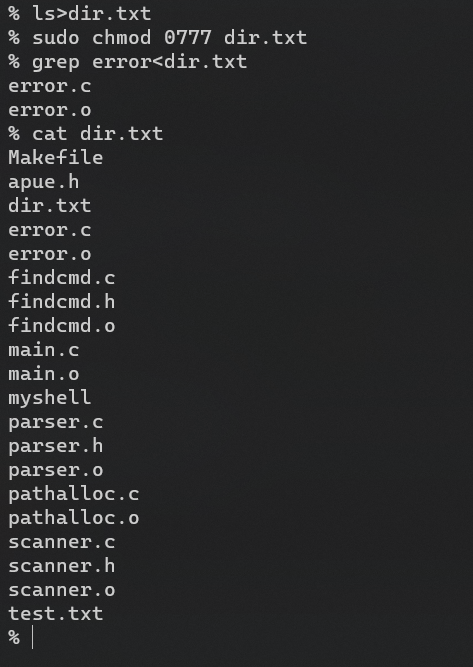 % ls>dir.txt
% sudo chmod 0777 dir.txt
% grep error<dir.txt
error.c
error.o
% cat dir.txt
Makefile
apue.h
dir.txt
error.c
error.o
findcmd.c
findcmd.h
findcmd.o
main.c
main.o
myshell
parser.c
parser.h
parser.o
pathalloc.c
pathalloc.o
scanner.c
scanner.h
scanner.o
test.txt
%